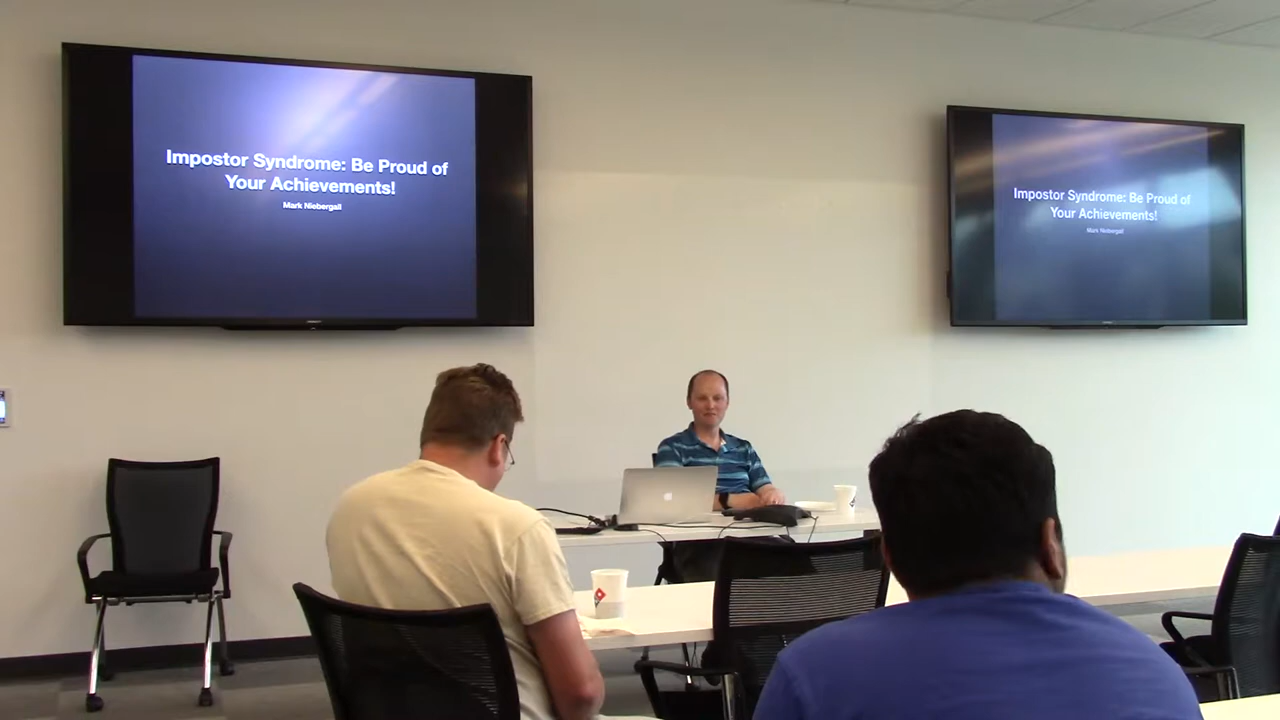 Impostor Syndrome: Be Proud of
Your Achievements!
Mark Niebergall
Impostor Syndrome: Be Proud of
Your Achievements!
Mark Niebergall